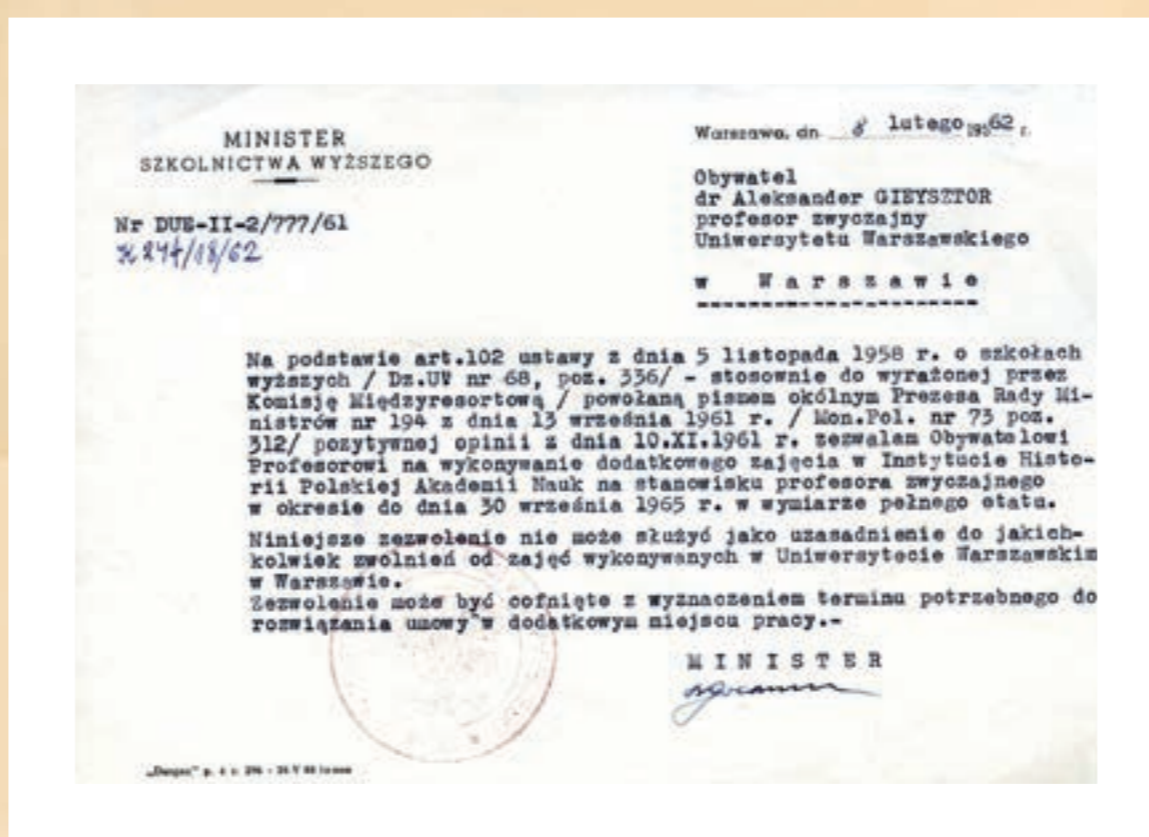 MINISTER
SZKOLNICTWA WYŻSZEGO
Nr DUE-II-2/777/61
Warszawa, dn 8 lutego 1962 r.
Obywatel
dr Aleksander GIEYSZTOR
profesor zwyczajny
Uniwersytetu Warszawskiego
w Warszawie
Na podstawie art.102 ustawy z dnia 5 listopada 1958 r. o szkołach
wyższych / Dz.UV nr 68, poz. 336/ - stosownie do wyrażonej przez
Komisję Międzyresortową / powołaną pismem okólnym Prezesa Rady Mi-
nistrów nr 194 z dnia 13 września 1961 r. / Mon.Pol. nr 73 poz.
312/ pozytywnej opinii z dnia 10.XI.1961 r. zezwalam Obywatelowi
Profesorowi na wykonywanie dodatkowego zajęcia w Instytucie Histo-
rii Polskiej Akademii Nauk na stanowisku profesora zwyczajnego
w okresie do dnia 30 września 1965 r. w wymiarze pełnego etatu.
Niniejsze zezwolenie nie może służyć jako uzasadnienie do jakich-
kolwiek zwolnień od zajęć wykonywanych w Uniwersytecie Warszawskim
w Warszawie.
Zezwolenie może być cofnięte z wyznaczeniem terminu potrzebnego do
rozwiązania umowy w dodatkowym miejscu pracy.-
MINISTER